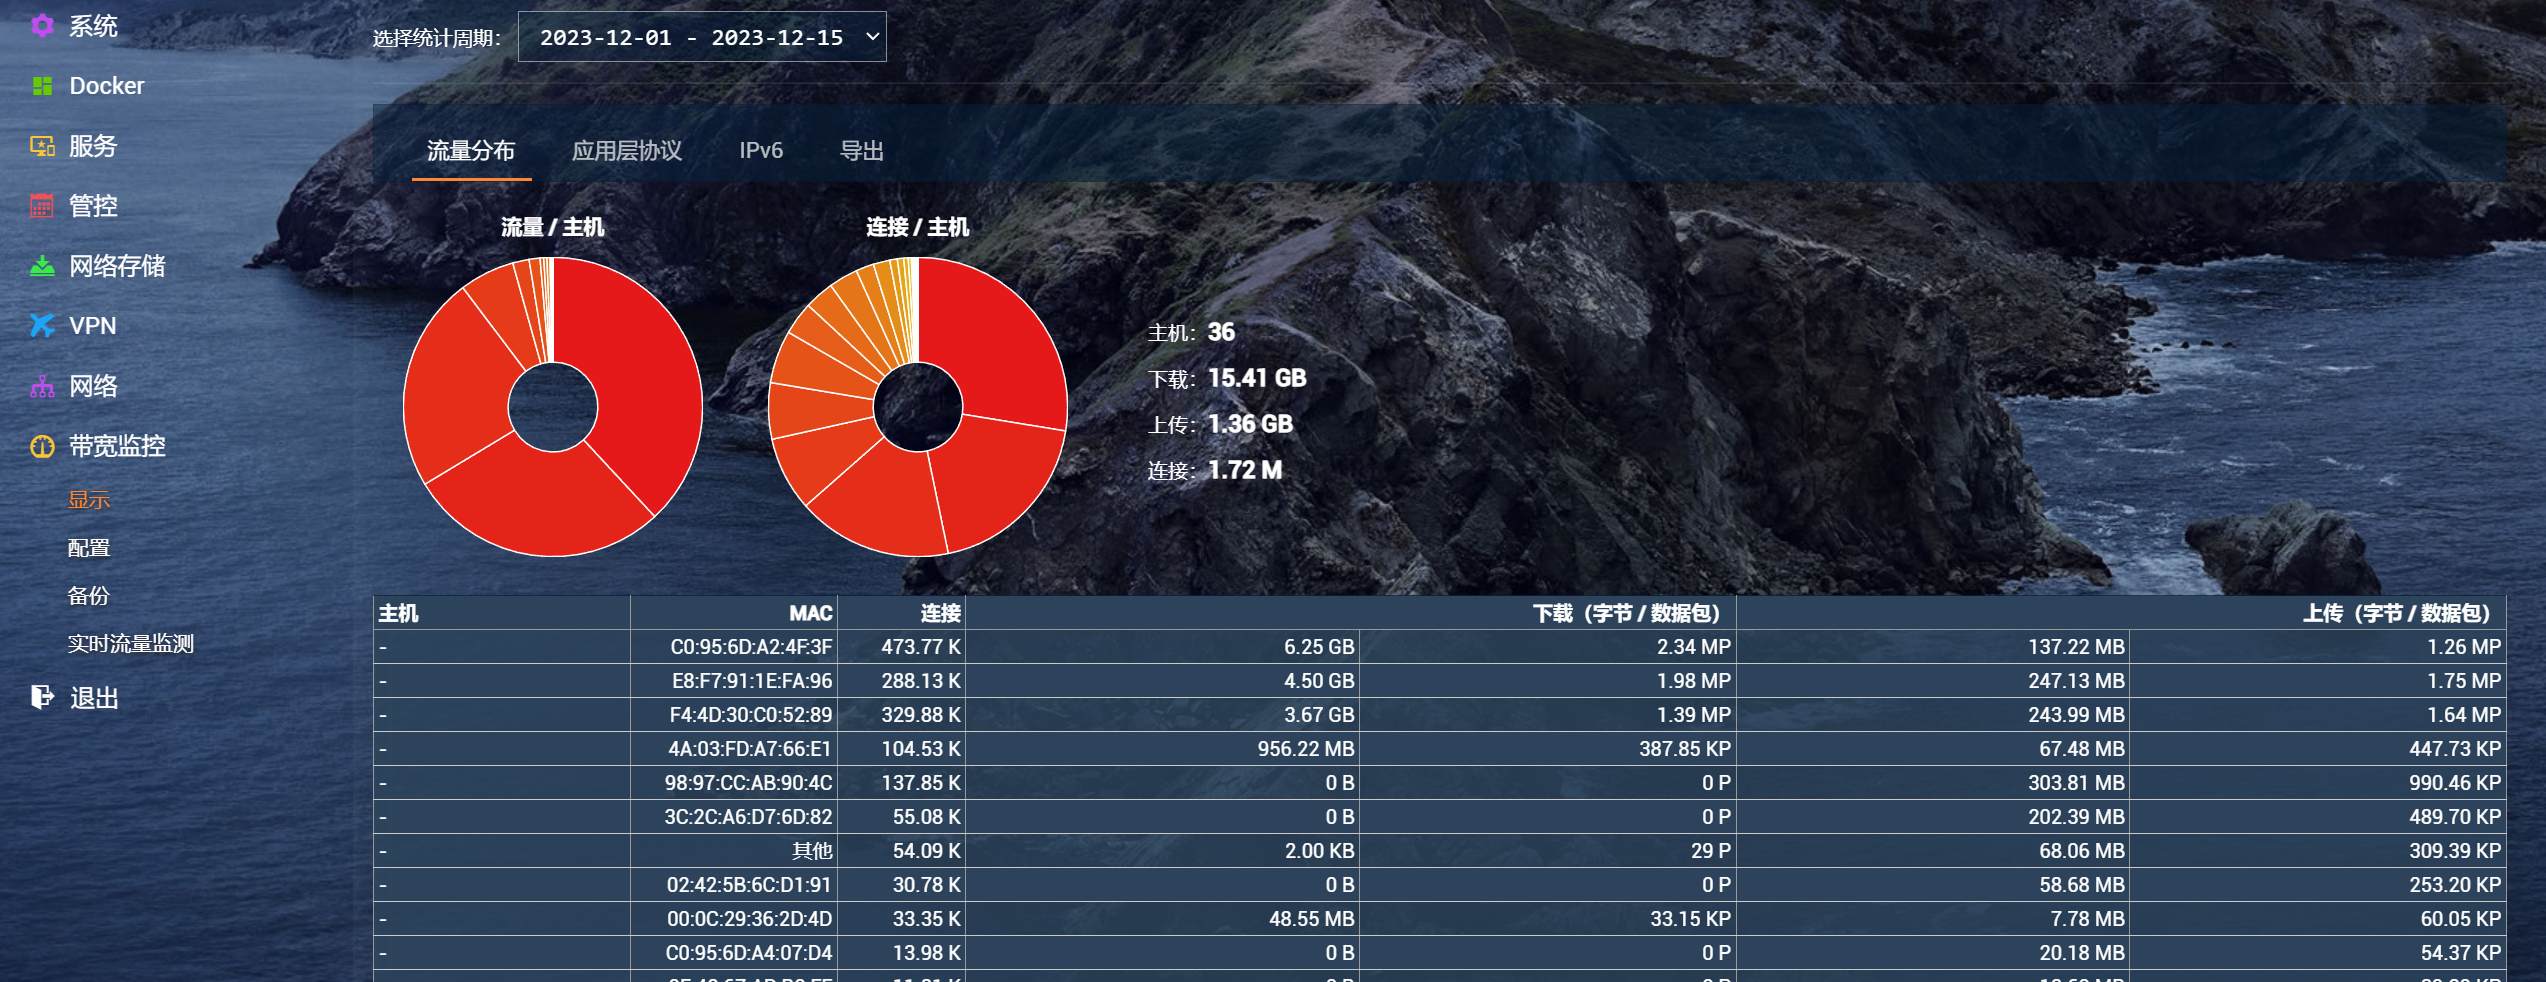 系统
Docker
服务
管控
网络存储
VPN
网络
带宽监控
显示
配置
备份
实时流量监测
退出
选择统计周期： 2023-12-01 - 2023-12-15
流量分布 应用层协议 IPv6 导出
流量 / 主机 连接 / 主机
主机：36
下载：15.41 GB
上传：1.36 GB
连接：1.72 M
主机 MAC 连接 下载（字节 / 数据包） 上传（字节 / 数据包）
- C0:95:6D:A2:4F:3F 473.77 K 6.25 GB 2.34 MP 137.22 MB 1.26 MP
- E8:F7:91:1E:FA:96 288.13 K 4.50 GB 1.98 MP 247.13 MB 1.75 MP
- F4:4D:30:C0:52:89 329.88 K 3.67 GB 1.39 MP 243.99 MB 1.64 MP
- 4A:03:FD:A7:66:E1 104.53 K 956.22 MB 387.85 KP 67.48 MB 447.73 KP
- 98:97:CC:AB:90:4C 137.85 K 0 B 0 P 303.81 MB 990.46 KP
- 3C:2C:A6:D7:6D:82 55.08 K 0 B 0 P 202.39 MB 489.70 KP
- 其他 54.09 K 2.00 KB 29 P 68.06 MB 309.39 KP
- 02:42:5B:6C:D1:91 30.78 K 0 B 0 P 58.68 MB 253.20 KP
- 00:0C:29:36:2D:4D 33.35 K 48.55 MB 33.15 KP 7.78 MB 60.05 KP
- C0:95:6D:A4:07:D4 13.98 K 0 B 0 P 20.18 MB 54.37 KP